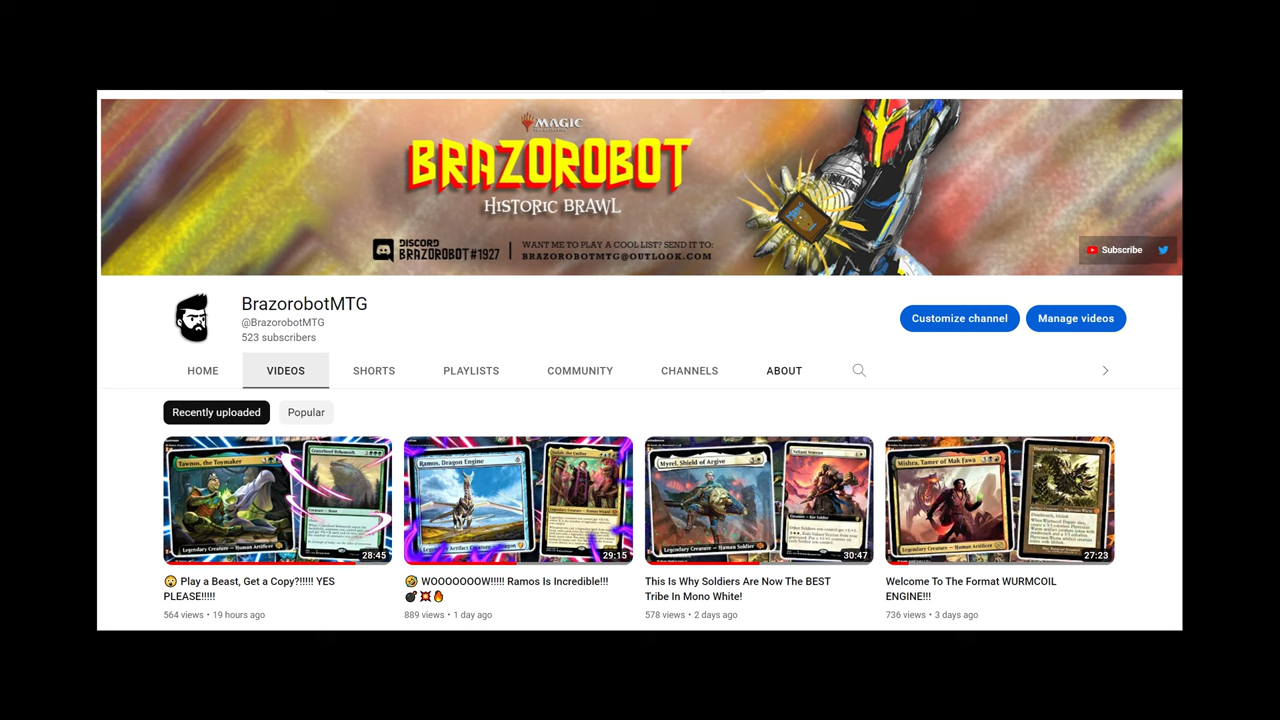 MAGIC
BRAZOROBOT
HISTORIC BRAWL
DISCORD
BRAZOROBOT#1927
WANT ME TO PLAY A COOL LIST? SEND IT TO:
BRAZOROBOTMTG@OUTLOOK.COM
Subscribe
BrazorobotMTG
@BrazorobotMTG
523 subscribers
Customize channel
Manage videos
HOME
VIDEOS
SHORTS
PLAYLISTS
COMMUNITY
CHANNELS
ABOUT
Recently uploaded
Popular
Tawnos, the Toymaker
Legendary Creature — Human Artificer
28:45
Ramos, Dragon Engine
Legendary Artifact Creature — Dragon
29:15
Myrel, Shield of Argive
Legendary Creature — Human Soldier
30:47
Mishra, Tamer of Mak Fawa
Legendary Creature — Human Artificer
Wurmcoil Engine
27:23
😮 Play a Beast, Get a Copy?!!!!! YES
PLEASE!!!!!
564 views • 19 hours ago
🤣 WOOOOOOOW!!!!! Ramos Is Incredible!!!
💣💥🔥
889 views • 1 day ago
This Is Why Soldiers Are Now The BEST
Tribe In Mono White!
578 views • 2 days ago
Welcome To The Format WURMCOIL
ENGINE!!!
736 views • 3 days ago